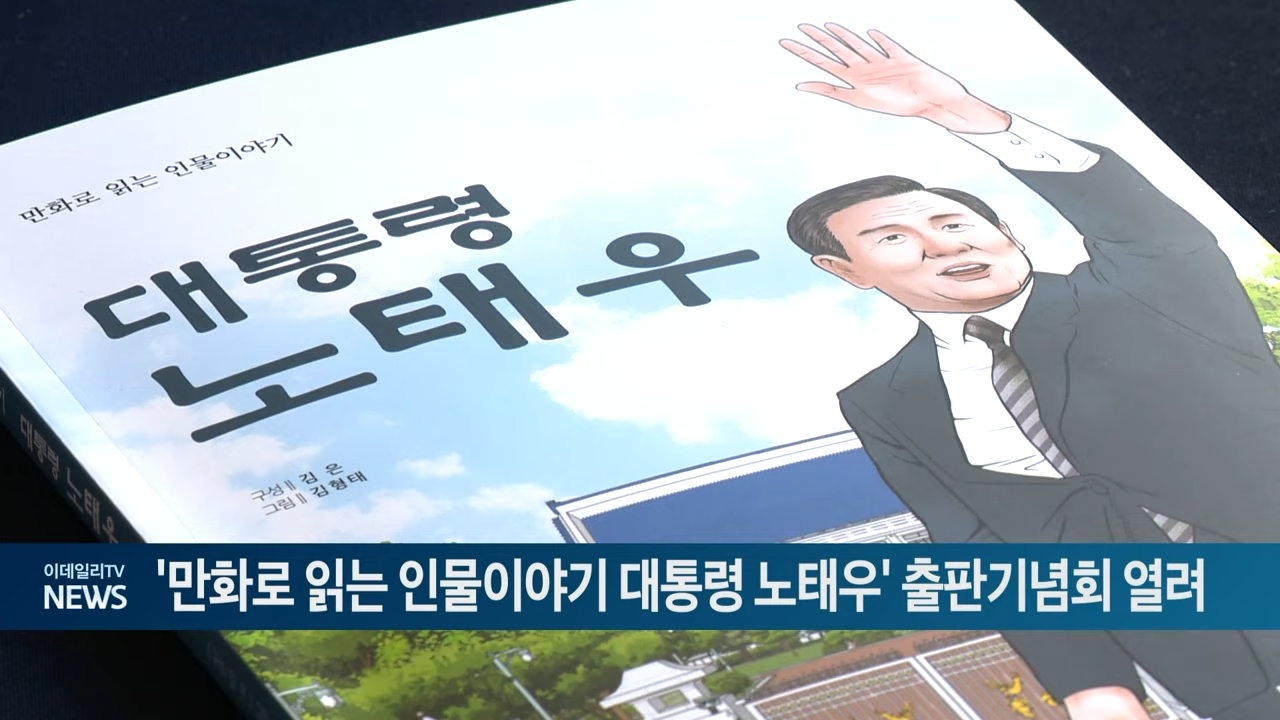 만화로 읽는 인물이야기
대통령
노태우
구성 || 김 은
그림 || 김형태
대통령 노태우
이데일리TV
NEWS
'만화로 읽는 인물이야기 대통령 노태우' 출판기념회 열려